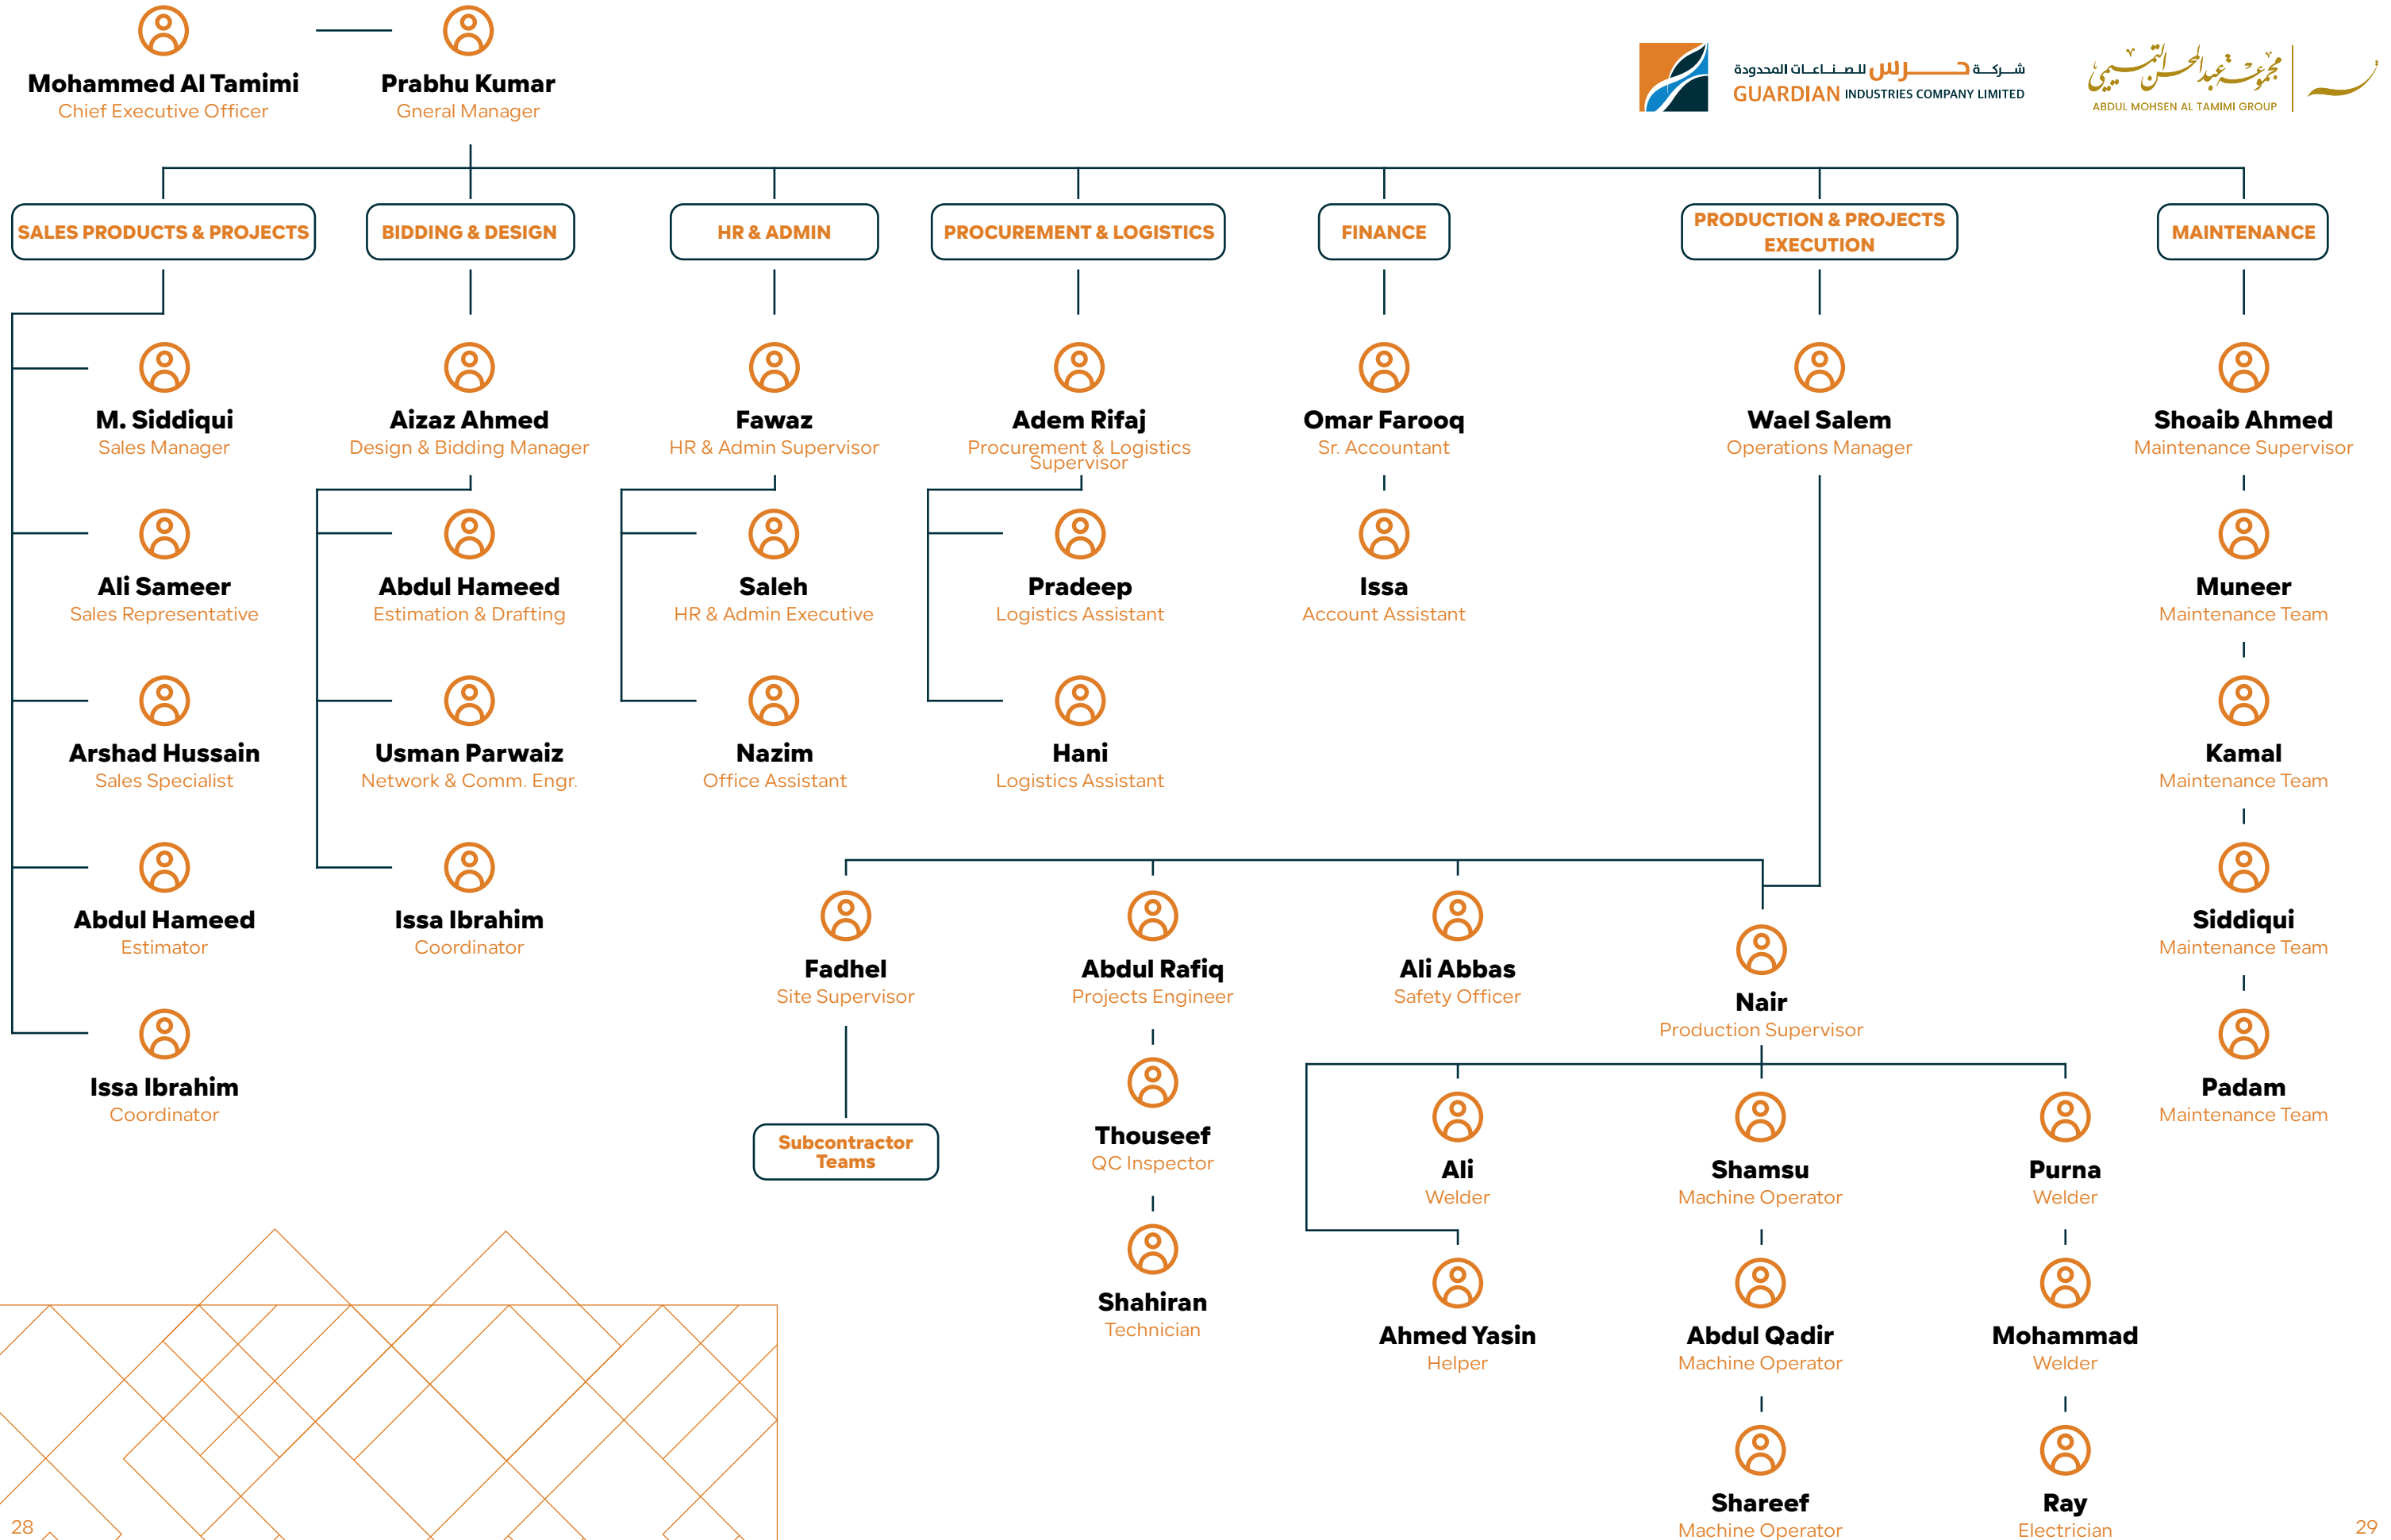 Mohammed Al Tamimi
Chief Executive Officer
Prabhu Kumar
Gneral Manager
شركة حرس للصناعات المحدودة
GUARDIAN INDUSTRIES COMPANY LIMITED
مجموعة عبدالمحسن التميمي
ABDUL MOHSEN AL TAMIMI GROUP
SALES PRODUCTS & PROJECTS
BIDDING & DESIGN
HR & ADMIN
PROCUREMENT & LOGISTICS
FINANCE
PRODUCTION & PROJECTS
EXECUTION
MAINTENANCE
M. Siddiqui
Sales Manager
Aizaz Ahmed
Design & Bidding Manager
Fawaz
HR & Admin Supervisor
Adem Rifaj
Procurement & Logistics
Supervisor
Omar Farooq
Sr. Accountant
Wael Salem
Operations Manager
Shoaib Ahmed
Maintenance Supervisor
Ali Sameer
Sales Representative
Abdul Hameed
Estimation & Drafting
Saleh
HR & Admin Executive
Pradeep
Logistics Assistant
Issa
Account Assistant
Muneer
Maintenance Team
Arshad Hussain
Sales Specialist
Usman Parwaiz
Network & Comm. Engr.
Nazim
Office Assistant
Hani
Logistics Assistant
Kamal
Maintenance Team
Abdul Hameed
Estimator
Issa Ibrahim
Coordinator
Siddiqui
Maintenance Team
Fadhel
Site Supervisor
Abdul Rafiq
Projects Engineer
Ali Abbas
Safety Officer
Nair
Production Supervisor
Issa Ibrahim
Coordinator
Padam
Maintenance Team
Subcontractor
Teams
Thouseef
QC Inspector
Ali
Welder
Shamsu
Machine Operator
Purna
Welder
Shahiran
Technician
Ahmed Yasin
Helper
Abdul Qadir
Machine Operator
Mohammad
Welder
Shareef
Machine Operator
Ray
Electrician
28
29